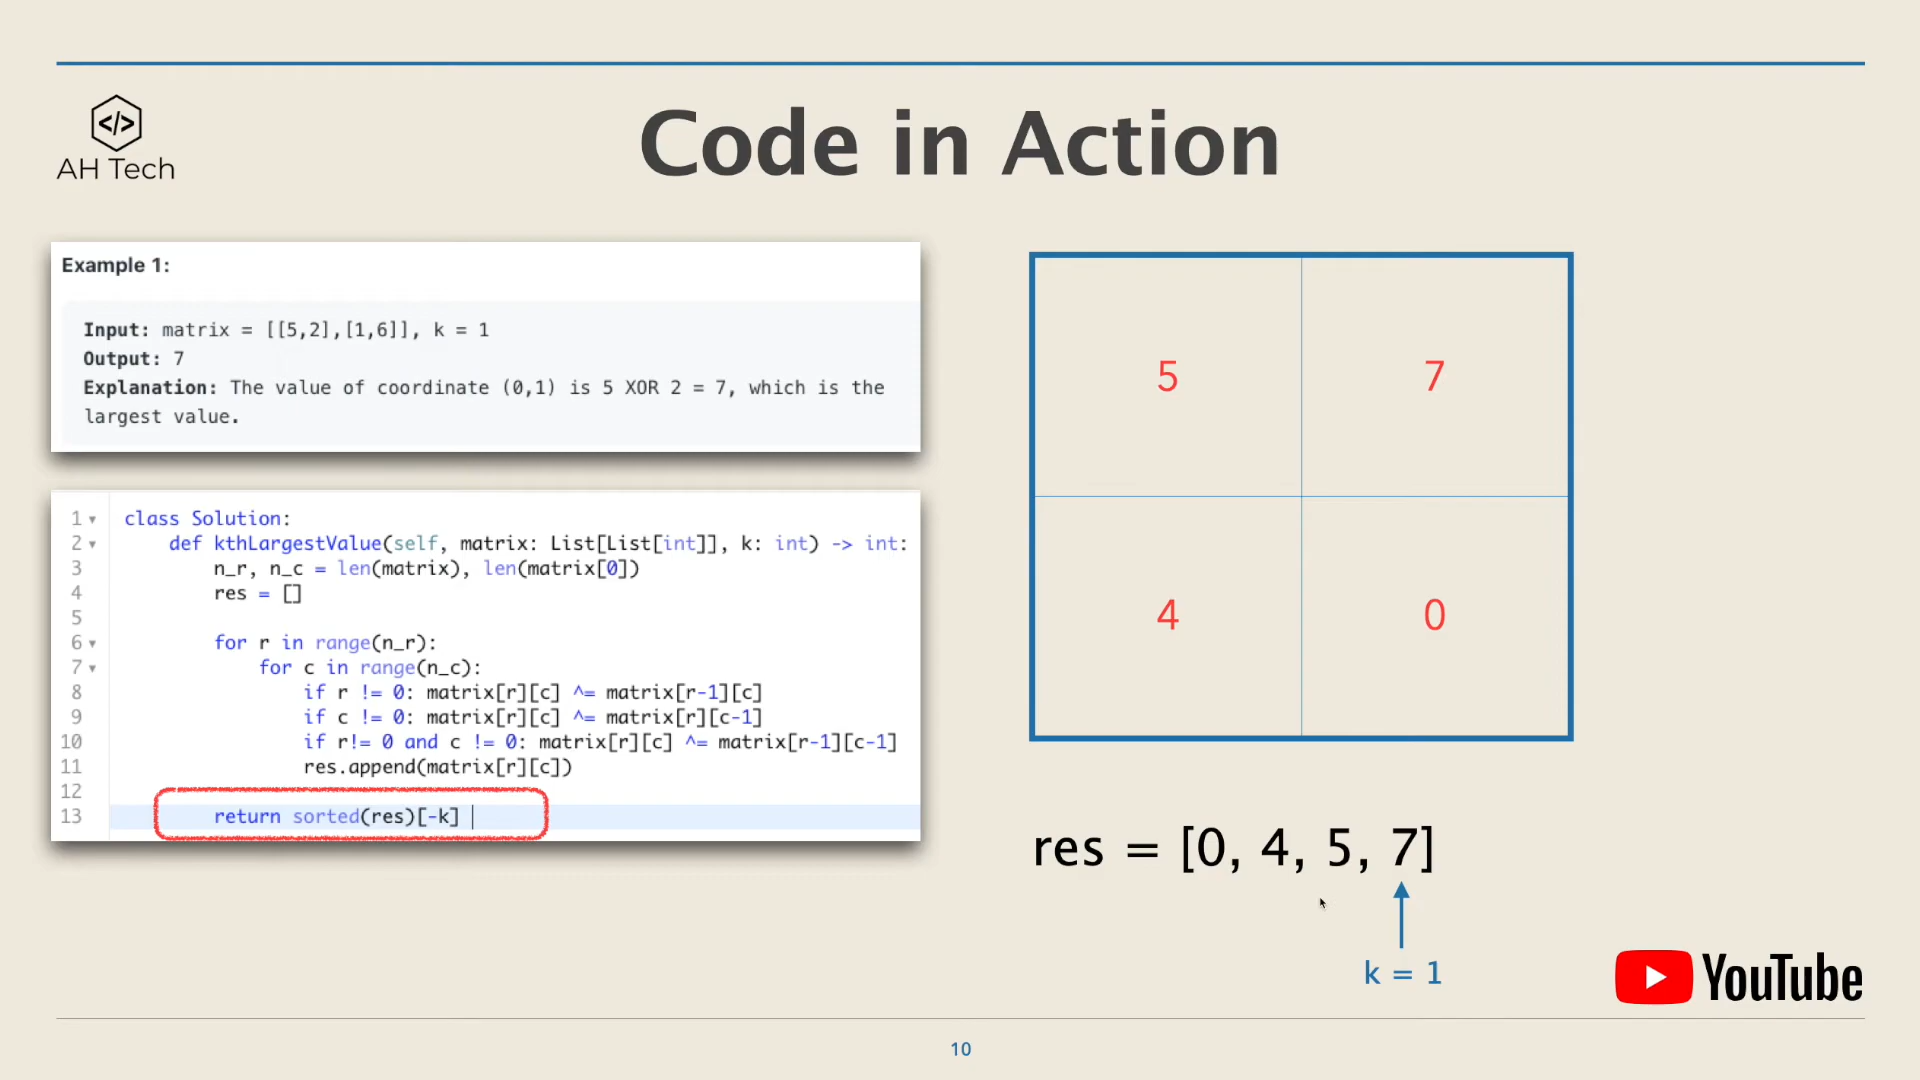 </>
AH Tech
Code in Action
Example 1:
Input: matrix = [[5,2],[1,6]], k = 1
Output: 7
Explanation: The value of coordinate (0,1) is 5 XOR 2 = 7, which is the
largest value.
1 class Solution:
2     def kthLargestValue(self, matrix: List[List[int]], k: int) -> int:
3         n_r, n_c = len(matrix), len(matrix[0])
4         res = []
5
6         for r in range(n_r):
7             for c in range(n_c):
8                 if r != 0: matrix[r][c] ^= matrix[r-1][c]
9                 if c != 0: matrix[r][c] ^= matrix[r][c-1]
10                 if r!= 0 and c != 0: matrix[r][c] ^= matrix[r-1][c-1]
11                 res.append(matrix[r][c])
12
13         return sorted(res)[-k]
5 7
4 0
res = [0, 4, 5, 7]
k = 1
YouTube
10